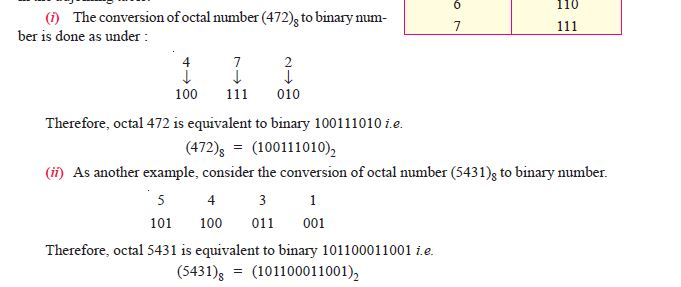 6 110
(i) The conversion of octal number (472)₈ to binary num-
7 111
ber is done as under :
4 7 2
↓ ↓ ↓
100 111 010
Therefore, octal 472 is equivalent to binary 100111010 i.e.
(472)₈ = (100111010)₂
(ii) As another example, consider the conversion of octal number (5431)₈ to binary number.
5 4 3 1
101 100 011 001
Therefore, octal 5431 is equivalent to binary 101100011001 i.e.
(5431)₈ = (101100011001)₂